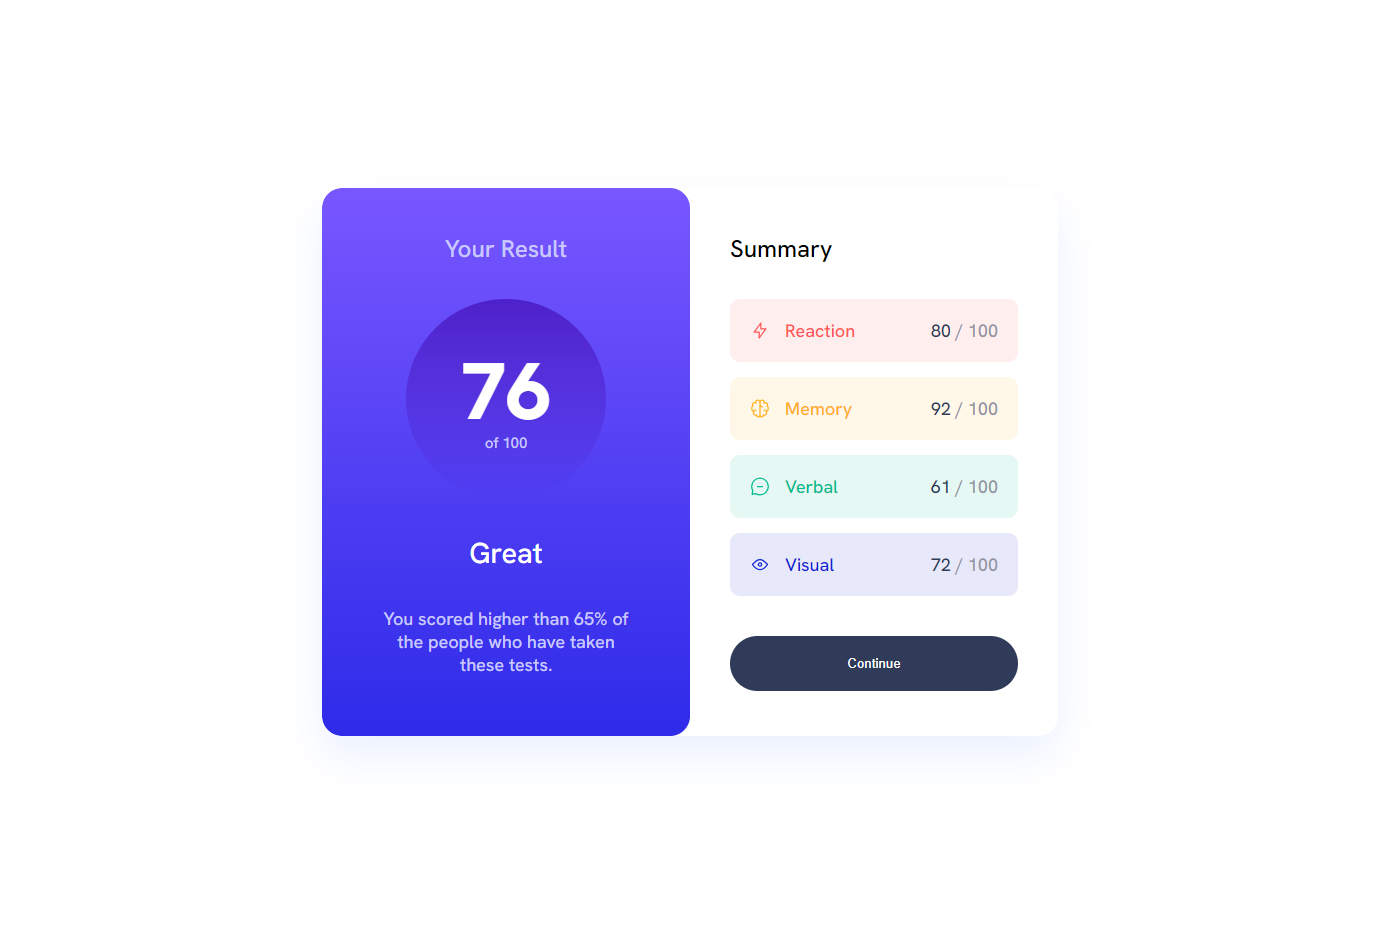 Your Result
76
of 100
Great
You scored higher than 65% of
the people who have taken
these tests.
Summary
Reaction 80 / 100
Memory 92 / 100
Verbal 61 / 100
Visual 72 / 100
Continue